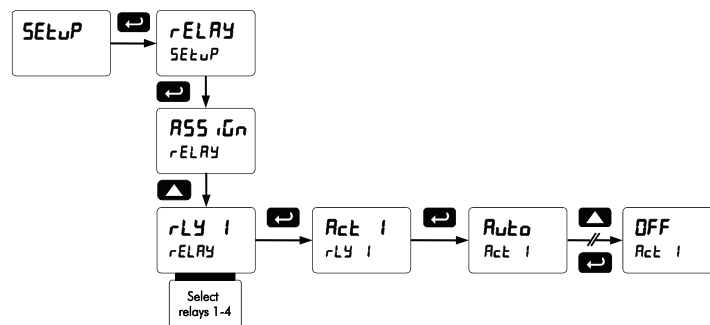 SEtuP
rELAY
SEtuP
ASSiGn
rELAY
rLY 1
rELAY
Act 1
rLY 1
Auto
Act 1
OFF
Act 1
Select
relays 1-4